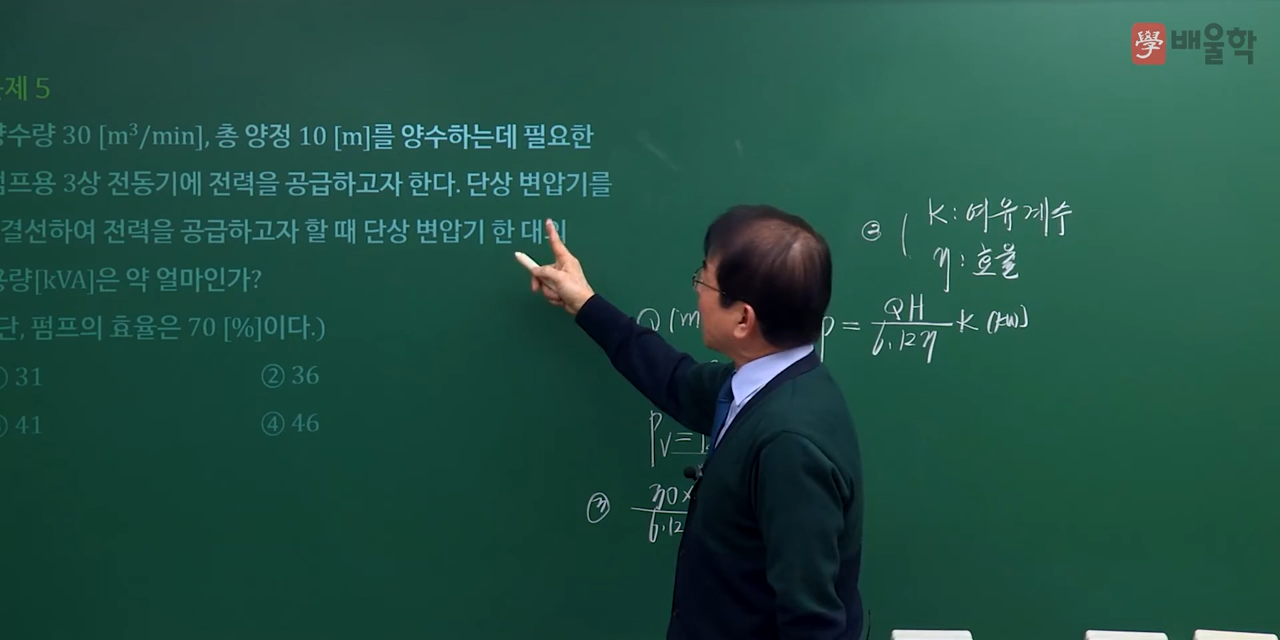 學 배울학
제 5
양수량 30 [m³/min], 총 양정 10 [m]를 양수하는데 필요한
펌프용 3상 전동기에 전력을 공급하고자 한다. 단상 변압기를
결선하여 전력을 공급하고자 할 때 단상 변압기 한 대의
용량[kVA]은 약 얼마인가?
단, 펌프의 효율은 70 [%]이다.)
31 ② 36
41 ④ 46
② K : 여유계수
η : 효율
Q [m
P = QH/6.12η K [kW]
PV =
③ 30×
6.12